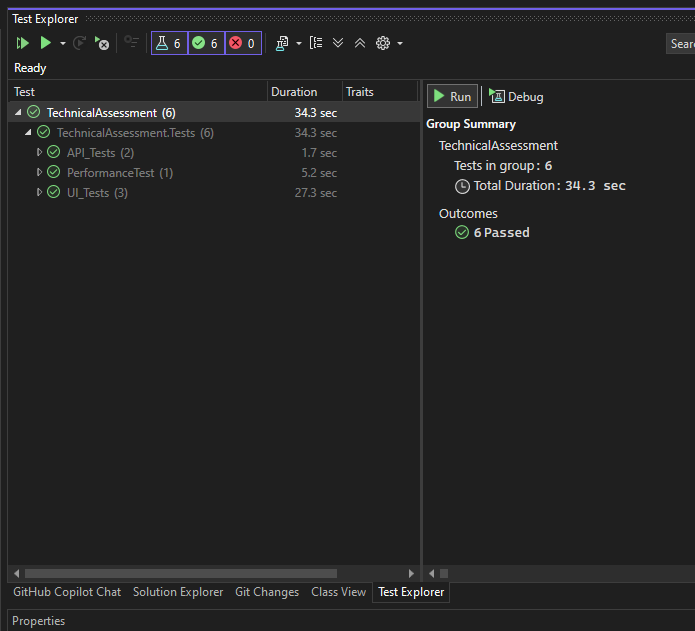 Test Explorer
6 6 0
Sear
Ready
Test Duration Traits
TechnicalAssessment (6) 34.3 sec
TechnicalAssessment.Tests (6) 34.3 sec
API_Tests (2) 1.7 sec
PerformanceTest (1) 5.2 sec
UI_Tests (3) 27.3 sec
Run Debug
Group Summary
TechnicalAssessment
Tests in group: 6
Total Duration: 34.3 sec
Outcomes
6 Passed
GitHub Copilot Chat Solution Explorer Git Changes Class View Test Explorer
Properties